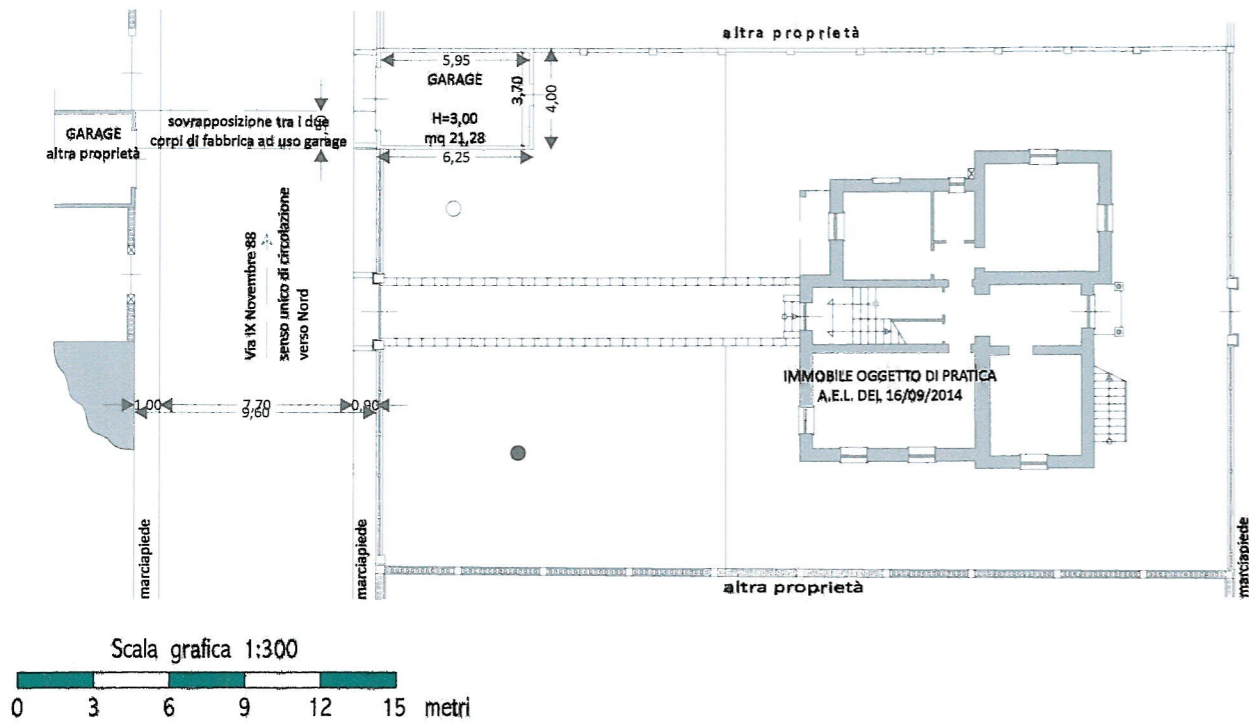 altra proprietà
5,95
GARAGE
3,70
4,00
H=3,00
mq 21,28
6,25
GARAGE
altra proprietà
sovrapposizione tra i due
corpi di fabbrica ad uso garage
Via IX Novembre 88
senso unico di circolazione
verso Nord
IMMOBILE OGGETTO DI PRATICA
A.E.L. DEL 16/09/2014
1,00
7,70
0,90
9,60
marciapiede
marciapiede
marciapiede
altra proprietà
Scala grafica 1:300
0 3 6 9 12 15 metri